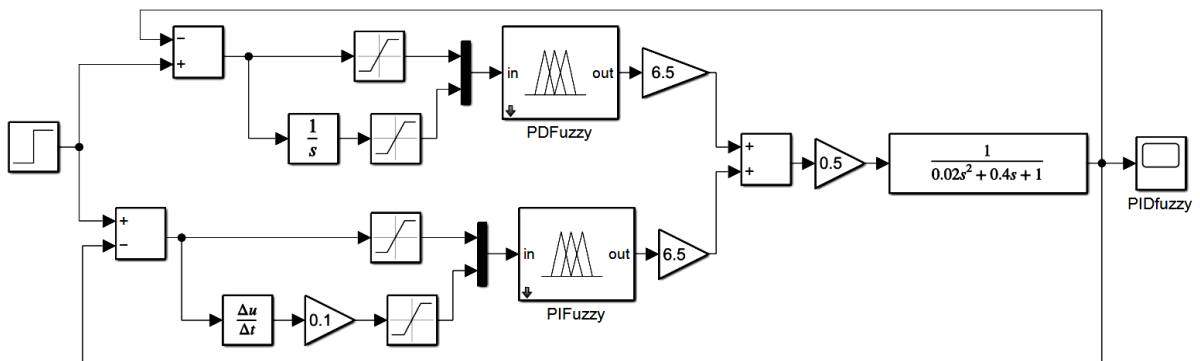 −
+
in
out
PDFuzzy
6.5
1
s
+
+
0.5
1
0.02s² + 0.4s + 1
PIDfuzzy
+
−
in
out
PIFuzzy
6.5
Δu
Δt
0.1